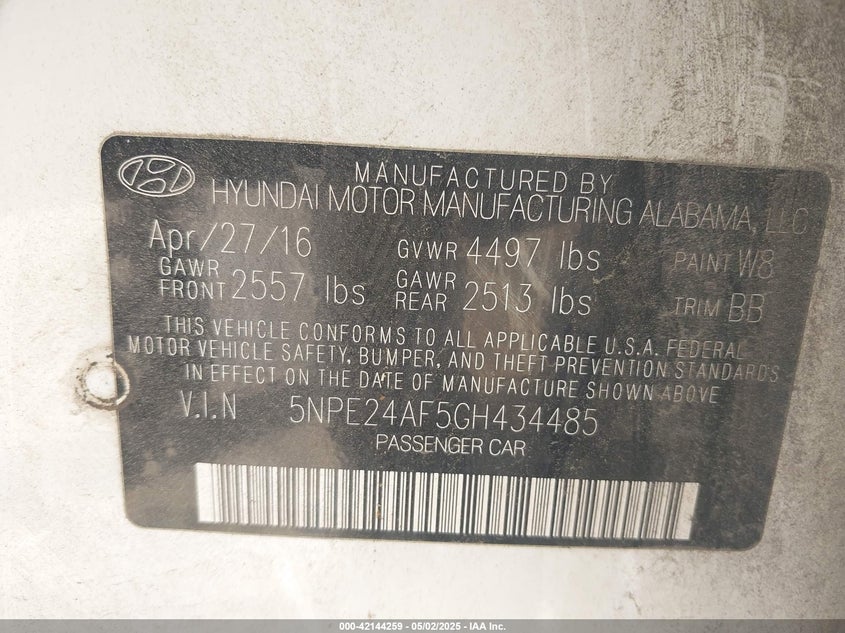 MANUFACTURED BY
HYUNDAI MOTOR MANUFACTURING ALABAMA, LLC
Apr/27/16 GVWR 4497 lbs PAINT W8
GAWR FRONT 2557 lbs GAWR REAR 2513 lbs TRIM BB
THIS VEHICLE CONFORMS TO ALL APPLICABLE U.S.A. FEDERAL
MOTOR VEHICLE SAFETY, BUMPER, AND THEFT PREVENTION STANDARDS
IN EFFECT ON THE DATE OF MANUFACTURE SHOWN ABOVE
V.I.N 5NPE24AF5GH434485
PASSENGER CAR
000-42144259 - 05/02/2025 - IAA Inc.